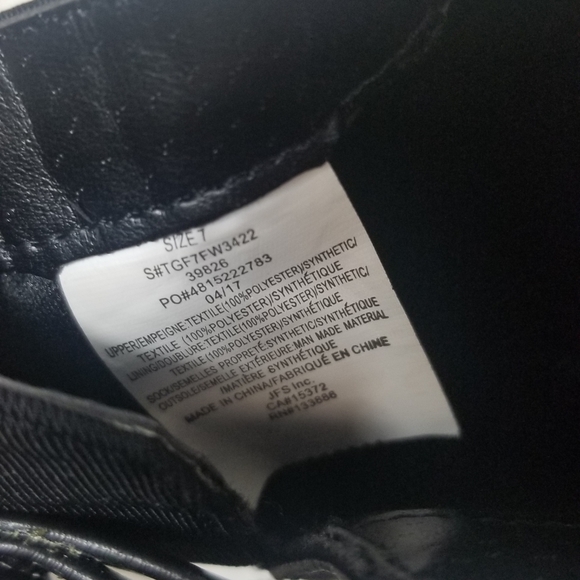 SIZE 7
S#TGF7FW3422
39826
PO#4815222783
04/17
UPPER/EMPEIGNE:TEXTILE(100%POLYESTER)/SYNTHETIC/
TEXTILE (100%POLYESTER)/SYNTHÉTIQUE
LINING/DOUBLURE:TEXTILE(100%POLYESTER)/SYNTHETIC/
TEXTILE(100%POLYESTER)/SYNTHÉTIQUE
SOCK/SEMELLES PROPRETÉ:SYNTHETIC/SYNTHÉTIQUE
OUTSOLE/SEMELLE EXTÉRIEURE:MAN MADE MATERIAL
/MATIÈRE SYNTHÉTIQUE
MADE IN CHINA/FABRIQUÉ EN CHINE
JFS Inc.
CA#15372
RN#133886